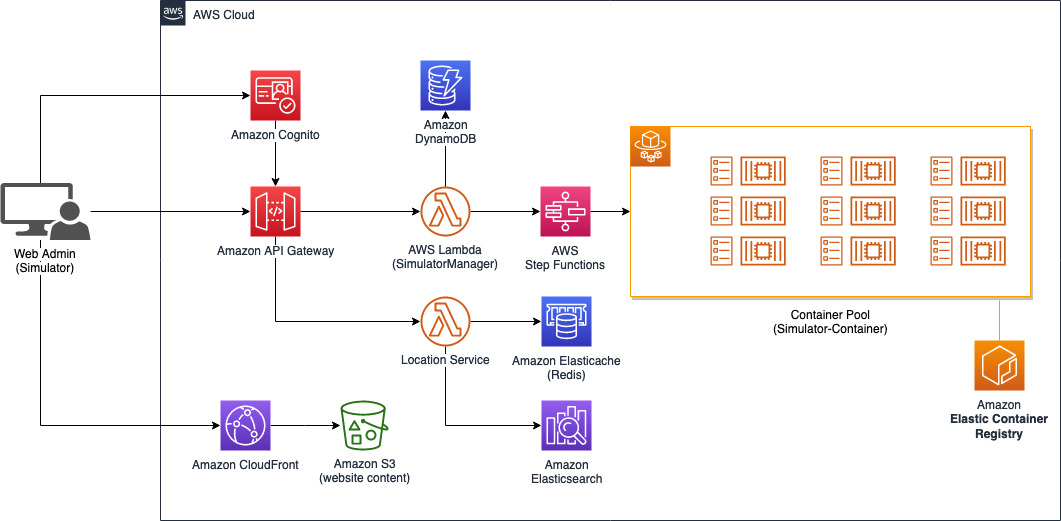 aws
AWS Cloud
Amazon Cognito
Amazon
DynamoDB
Web Admin
(Simulator)
Amazon API Gateway
AWS Lambda
(SimulatorManager)
AWS
Step Functions
Container Pool
(Simulator-Container)
Location Service
Amazon Elasticache
(Redis)
Amazon
Elastic Container
Registry
Amazon CloudFront
Amazon S3
(website content)
Amazon
Elasticsearch